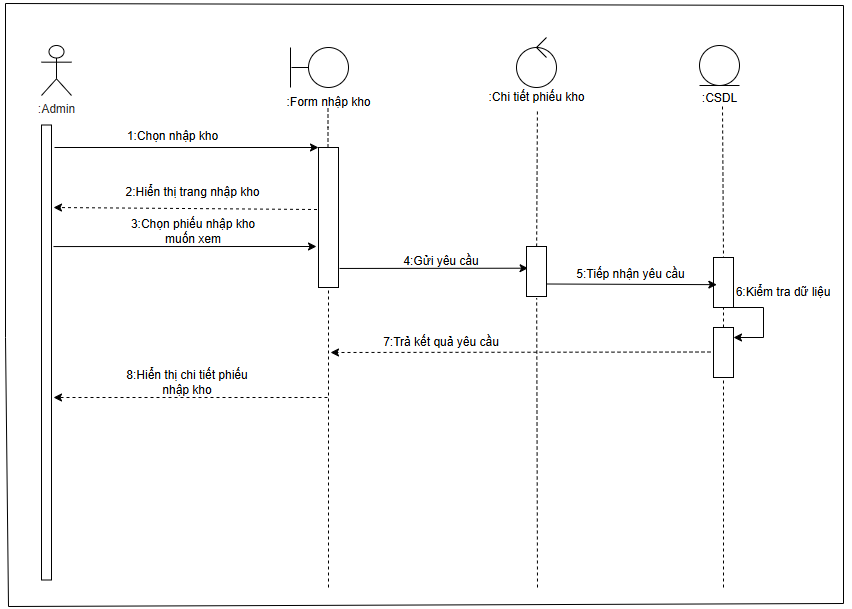 :Admin
:Form nhập kho
:Chi tiết phiếu kho
:CSDL
1:Chọn nhập kho
2:Hiển thị trang nhập kho
3:Chọn phiếu nhập kho
muốn xem
4:Gửi yêu cầu
5:Tiếp nhận yêu cầu
6:Kiểm tra dữ liệu
7:Trả kết quả yêu cầu
8:Hiển thị chi tiết phiếu
nhập kho